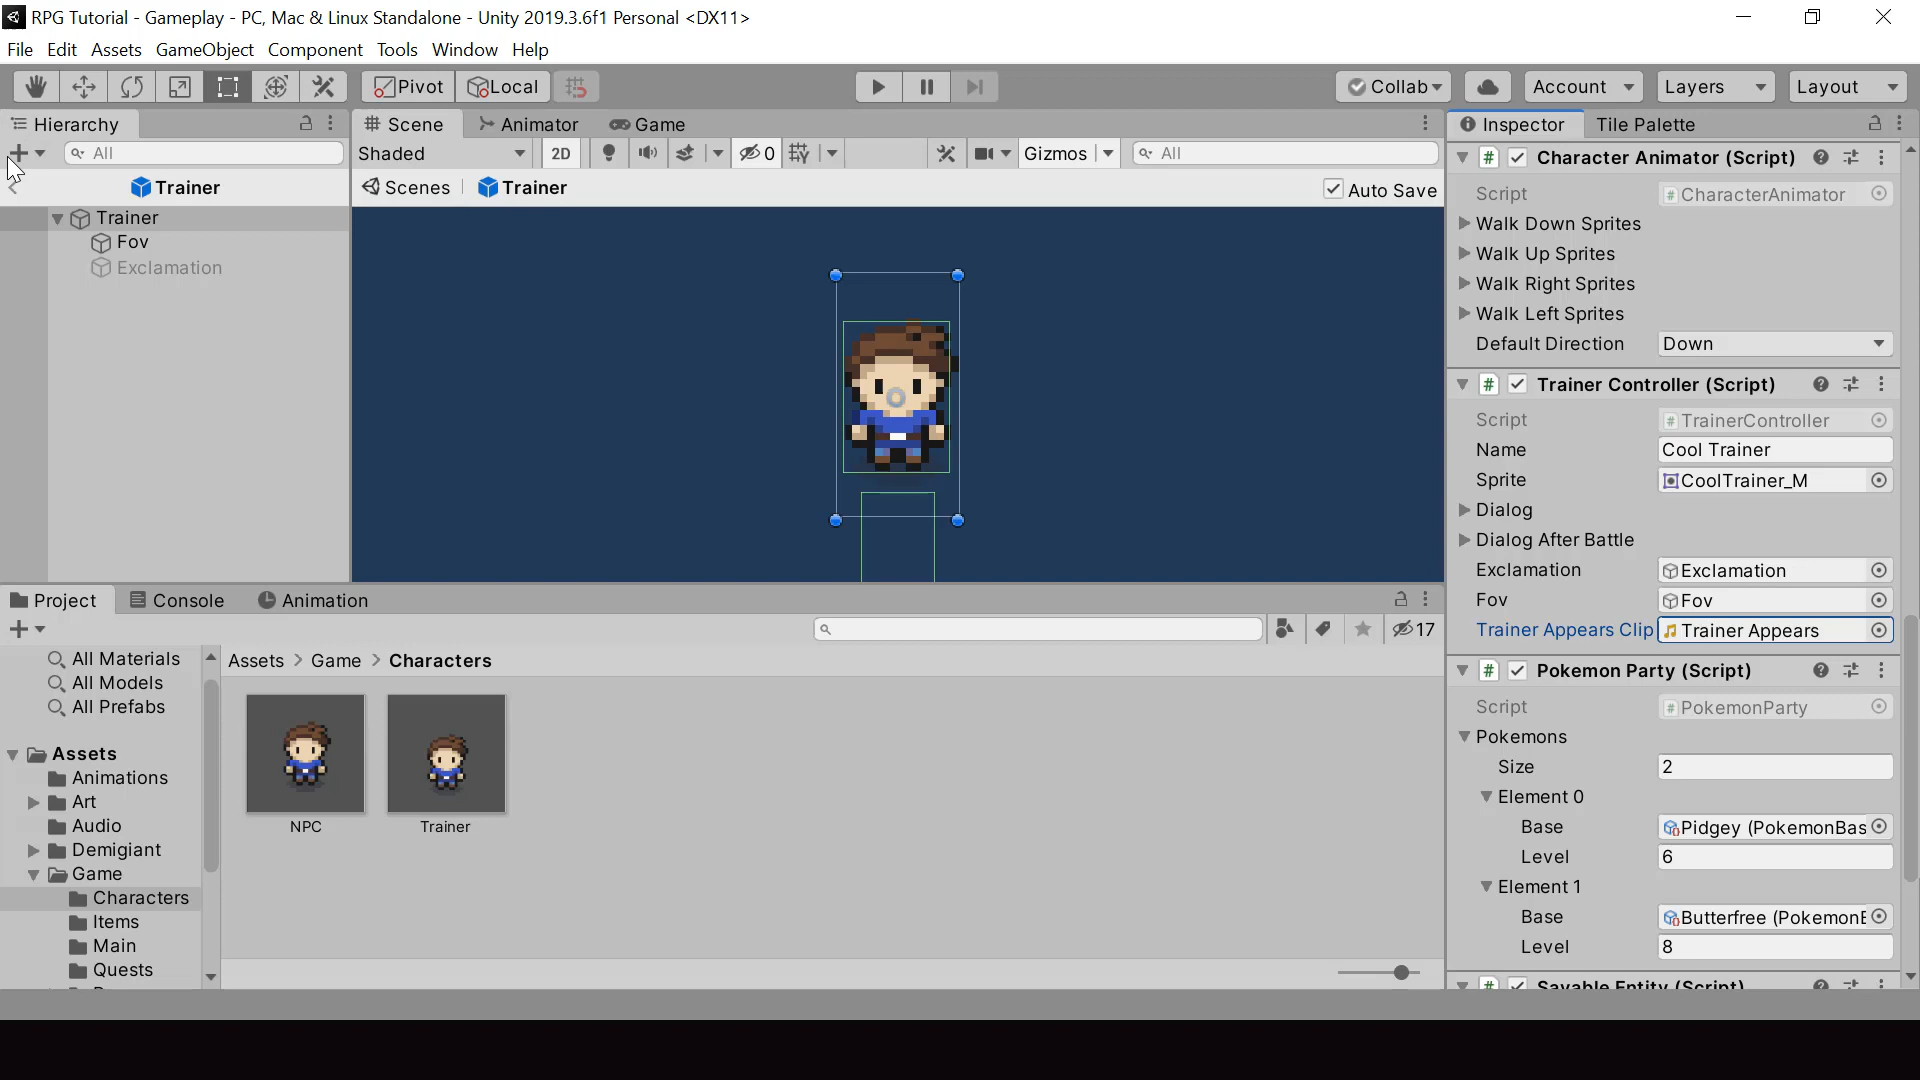 RPG Tutorial - Gameplay - PC, Mac & Linux Standalone - Unity 2019.3.6f1 Personal <DX11>
File Edit Assets GameObject Component Tools Window Help
Pivot Local Collab Account Layers Layout
Hierarchy Scene Animator Game Inspector Tile Palette
All Shaded 2D 0 Gizmos All
Trainer Scenes Trainer Auto Save
Trainer
Fov
Exclamation
Character Animator (Script)
Script CharacterAnimator
Walk Down Sprites
Walk Up Sprites
Walk Right Sprites
Walk Left Sprites
Default Direction Down
Trainer Controller (Script)
Script TrainerController
Name Cool Trainer
Sprite CoolTrainer_M
Dialog
Dialog After Battle
Exclamation Exclamation
Fov Fov
Trainer Appears Clip Trainer Appears
Pokemon Party (Script)
Script PokemonParty
Pokemons
Size 2
Element 0
Base Pidgey (PokemonBas
Level 6
Element 1
Base Butterfree (PokemonE
Level 8
Savable Entity (Script)
Project Console Animation
17
All Materials
All Models
All Prefabs
Assets
Animations
Art
Audio
Demigiant
Game
Characters
Items
Main
Quests
Assets > Game > Characters
NPC Trainer